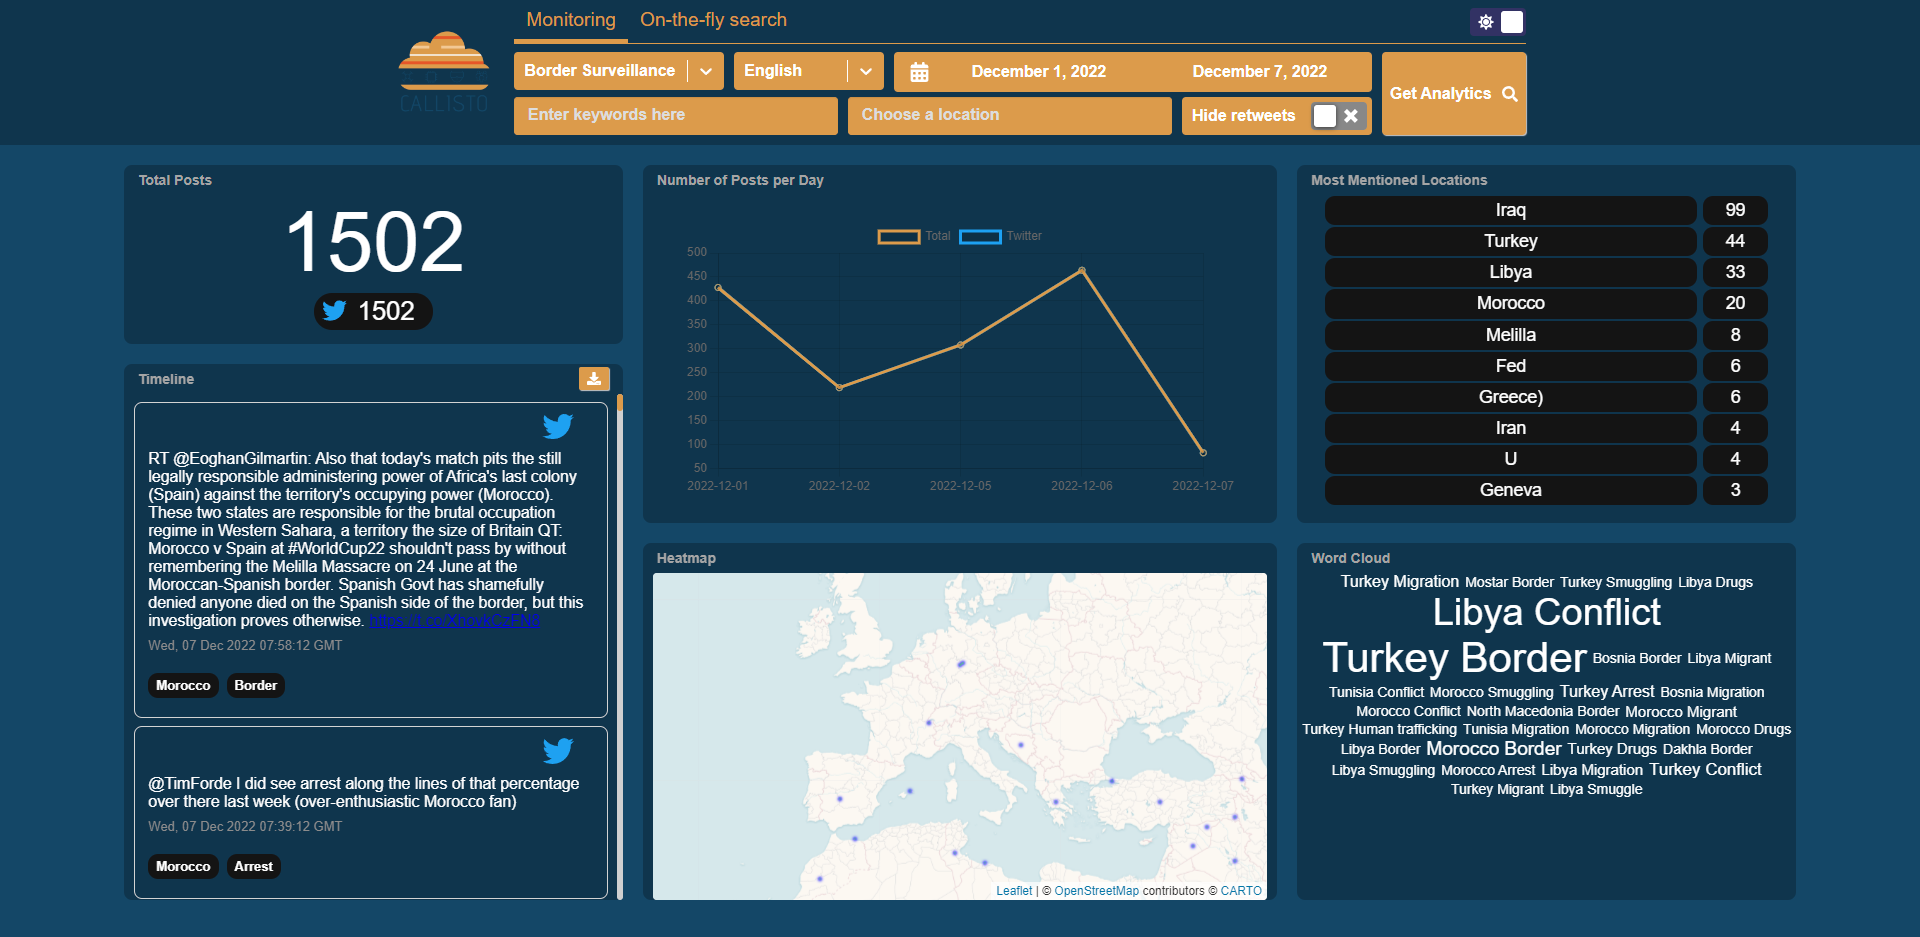 Monitoring On-the-fly search
CALLISTO
Border Surveillance English December 1, 2022 December 7, 2022
Get Analytics
Enter keywords here Choose a location Hide retweets
Total Posts
1502
1502
Number of Posts per Day
Total Twitter
500
450
400
350
300
250
200
150
100
50
2022-12-01 2022-12-02 2022-12-05 2022-12-06 2022-12-07
Most Mentioned Locations
Iraq 99
Turkey 44
Libya 33
Morocco 20
Melilla 8
Fed 6
Greece) 6
Iran 4
U 4
Geneva 3
Timeline
RT @EoghanGilmartin: Also that today's match pits the still
legally responsible administering power of Africa's last colony
(Spain) against the territory's occupying power (Morocco).
These two states are responsible for the brutal occupation
regime in Western Sahara, a territory the size of Britain QT:
Morocco v Spain at #WorldCup22 shouldn't pass by without
remembering the Melilla Massacre on 24 June at the
Moroccan-Spanish border. Spanish Govt has shamefully
denied anyone died on the Spanish side of the border, but this
investigation proves otherwise.
Wed, 07 Dec 2022 07:58:12 GMT
Morocco Border
@TimForde I did see arrest along the lines of that percentage
over there last week (over-enthusiastic Morocco fan)
Wed, 07 Dec 2022 07:39:12 GMT
Morocco Arrest
Heatmap
Leaflet | © OpenStreetMap contributors © CARTO
Word Cloud
Turkey Migration Mostar Border Turkey Smuggling Libya Drugs
Libya Conflict
Turkey Border Bosnia Border Libya Migrant
Tunisia Conflict Morocco Smuggling Turkey Arrest Bosnia Migration
Morocco Conflict North Macedonia Border Morocco Migrant
Turkey Human trafficking Tunisia Migration Morocco Migration Morocco Drugs
Libya Border Morocco Border Turkey Drugs Dakhla Border
Libya Smuggling Morocco Arrest Libya Migration Turkey Conflict
Turkey Migrant Libya Smuggle